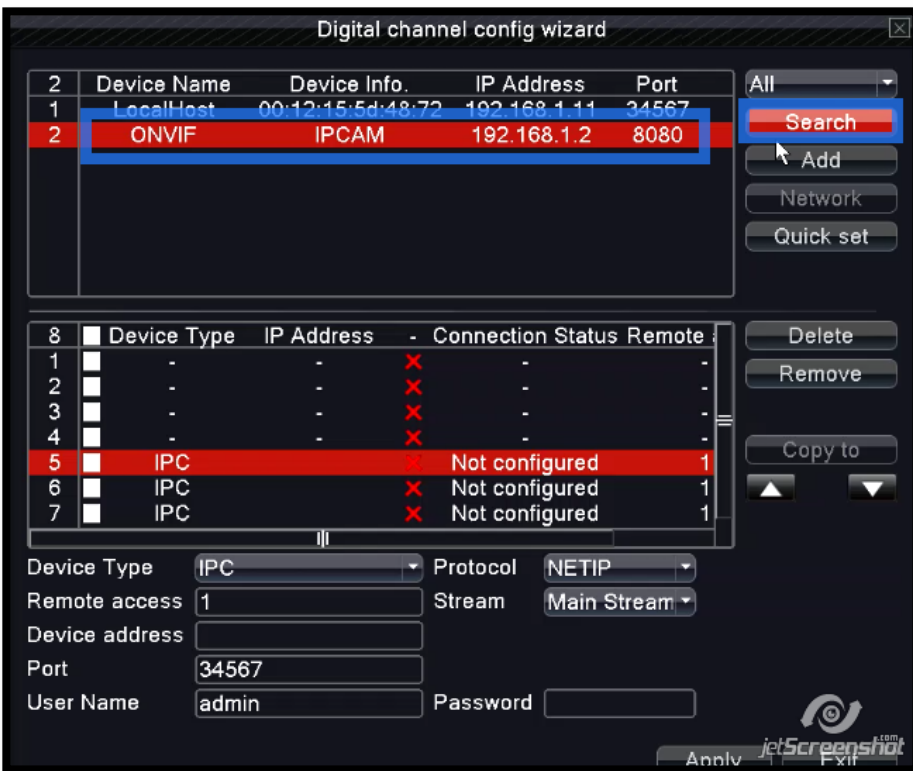 Digital channel config wizard
2 Device Name Device Info. IP Address Port
1 LocalHost 00:12:15:5d:48:72 192.168.1.11 34567
2 ONVIF IPCAM 192.168.1.2 8080
All
Search
Add
Network
Quick set
8 Device Type IP Address - Connection Status Remote
1 - - - -
2 - - - -
3 - - - -
4 - - - -
5 IPC Not configured 1
6 IPC Not configured 1
7 IPC Not configured 1
Delete
Remove
Copy to
Device Type IPC Protocol NETIP
Remote access 1 Stream Main Stream
Device address
Port 34567
User Name admin Password
Apply Exit
jetScreenshot.com